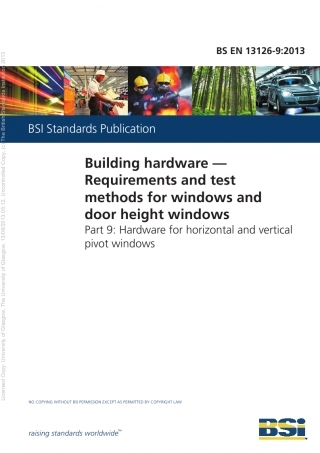 BS EN 13126-9:2013
BSI Standards Publication
Building hardware —
Requirements and test
methods for windows and
door height windows
Part 9: Hardware for horizontal and vertical
pivot windows
NO COPYING WITHOUT BSI PERMISSION EXCEPT AS PERMITTED BY COPYRIGHT LAW
raising standards worldwide™
BSi